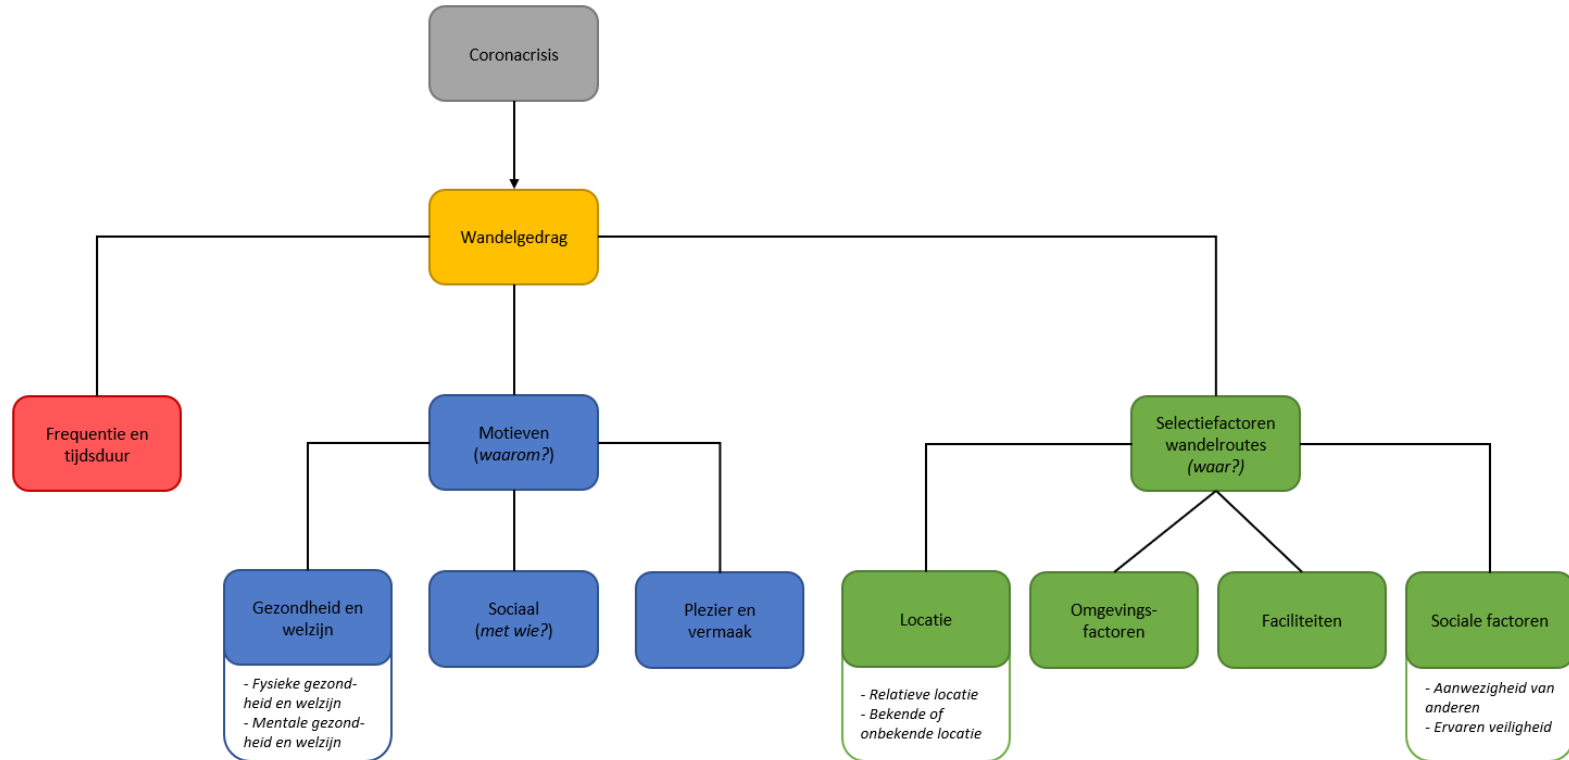 Coronacrisis
Wandelgedrag
Frequentie en
tijdsduur
Motieven
(waarom?)
Selectiefactoren
wandelroutes
(waar?)
Gezondheid en
welzijn
- Fysieke gezond-
heid en welzijn
- Mentale gezond-
heid en welzijn
Sociaal
(met wie?)
Plezier en
vermaak
Locatie
- Relatieve locatie
- Bekende of
onbekende locatie
Omgevings-
factoren
Faciliteiten
Sociale factoren
- Aanwezigheid van
anderen
- Ervaren veiligheid